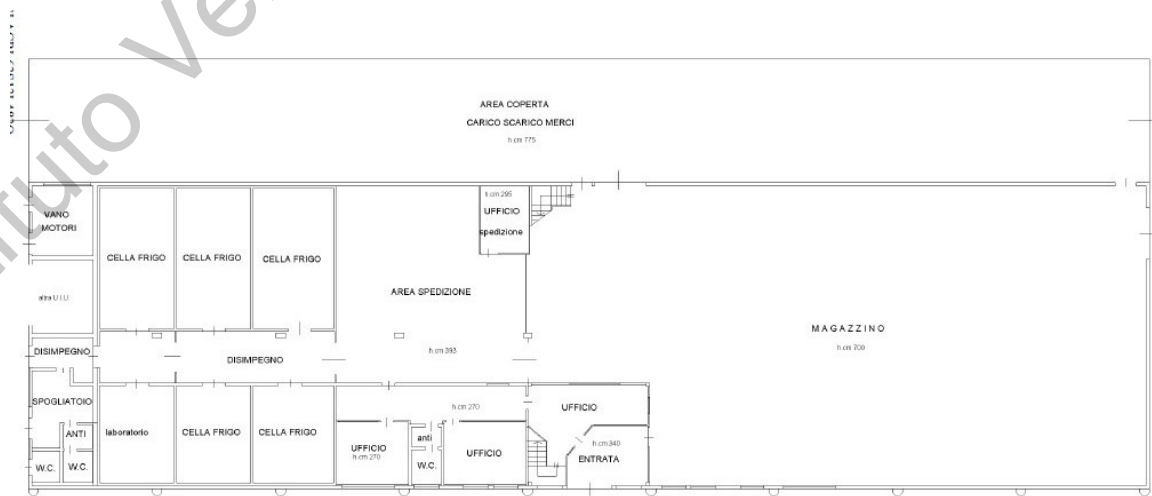 AREA COPERTA
CARICO SCARICO MERCI
h.cm 775
VANO
MOTORI
CELLA FRIGO
CELLA FRIGO
CELLA FRIGO
h.cm 295
UFFICIO
spedizione
altra U.I.U.
AREA SPEDIZIONE
MAGAZZINO
h.cm 700
DISIMPEGNO
DISIMPEGNO
h.cm 393
SPOGLIATOIO
ANTI
W.C.
W.C.
laboratorio
CELLA FRIGO
CELLA FRIGO
h.cm 270
UFFICIO
h.cm 270
anti
W.C.
UFFICIO
UFFICIO
h.cm 340
ENTRATA